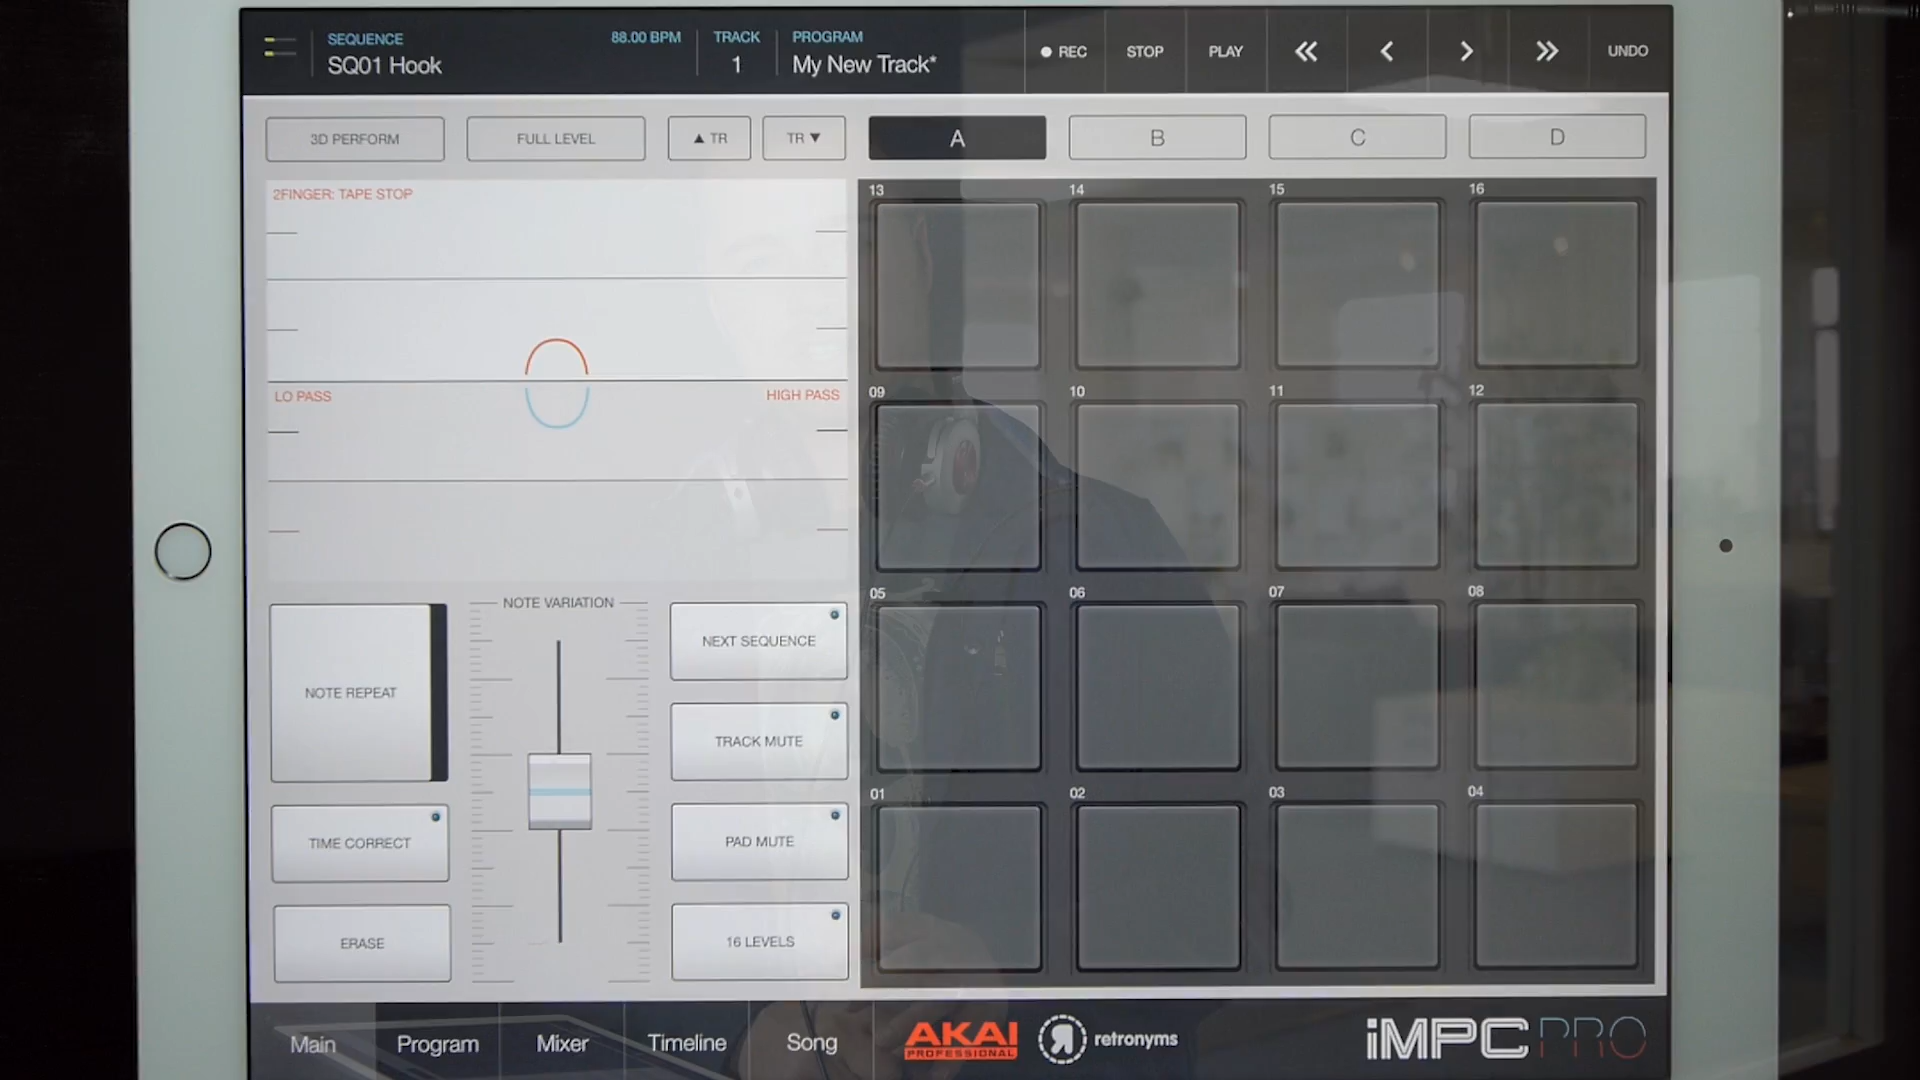 SEQUENCE
SQ01 Hook
88.00 BPM
TRACK
1
PROGRAM
My New Track*
REC
STOP
PLAY
UNDO
3D PERFORM
FULL LEVEL
▲ TR
TR ▼
A
B
C
D
2FINGER: TAPE STOP
LO PASS
HIGH PASS
13
14
15
16
09
10
11
12
05
06
07
08
01
02
03
04
NOTE VARIATION
NOTE REPEAT
TIME CORRECT
ERASE
NEXT SEQUENCE
TRACK MUTE
PAD MUTE
16 LEVELS
Main
Program
Mixer
Timeline
Song
AKAI
PROFESSIONAL
retronyms
iMPC PRO